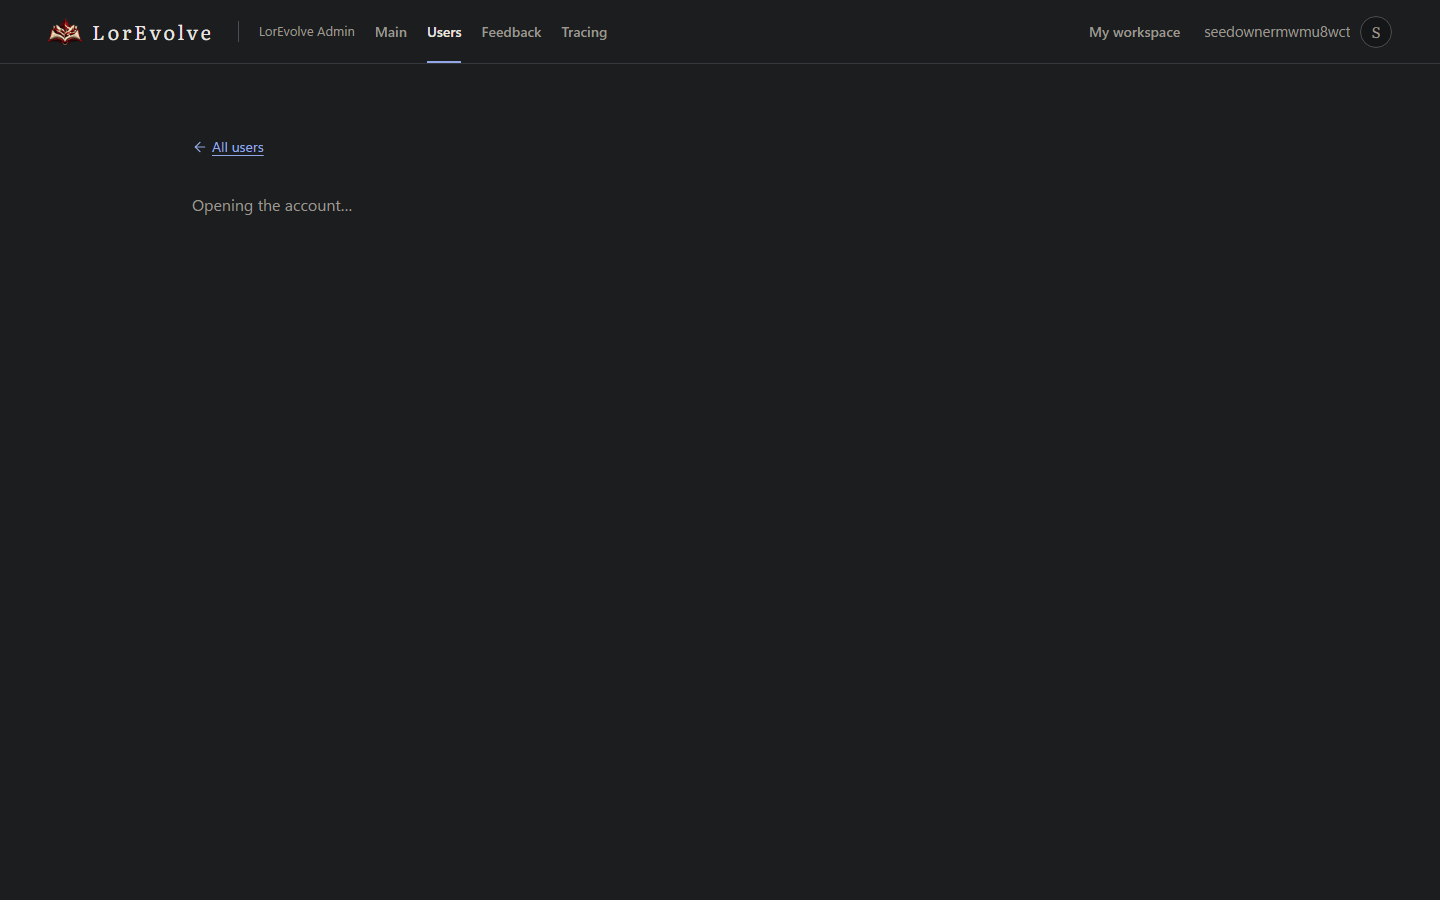 LorEvolve
LorEvolve Admin
Main
Users
Feedback
Tracing
My workspace
seedownermwmu8wct
S
← All users
Opening the account...